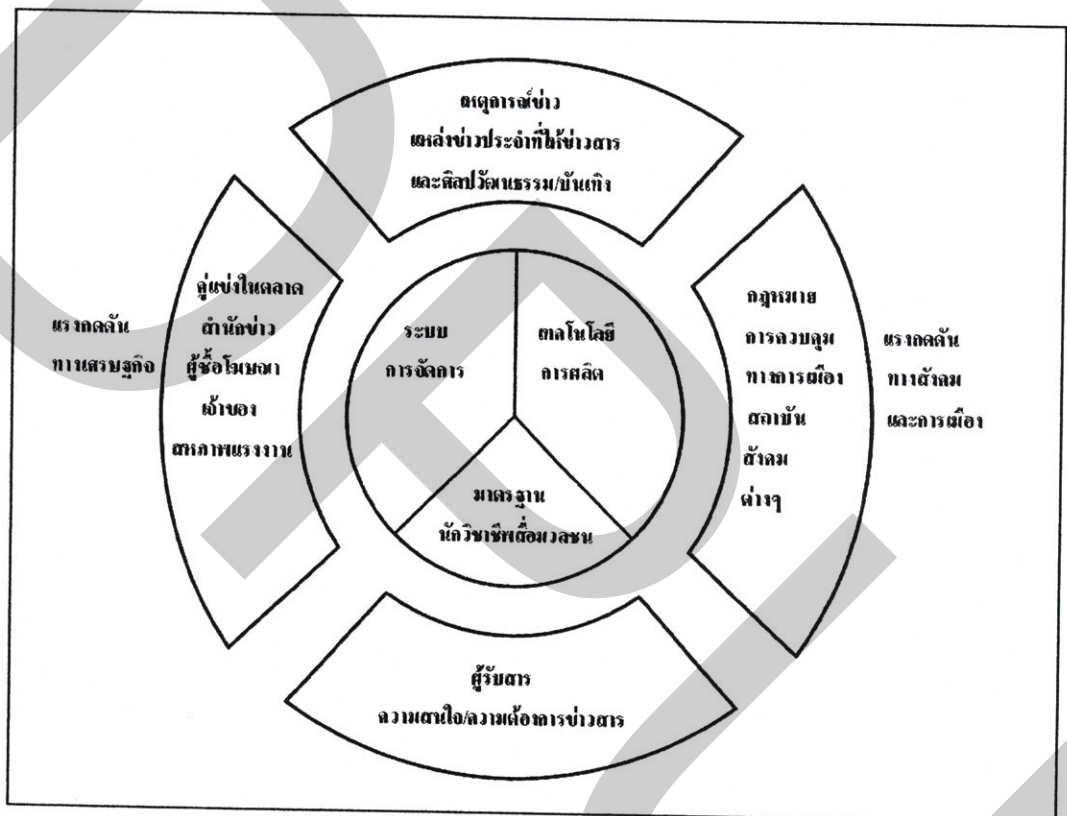 เหตุการณ์ข่าว
แหล่งข่าวประจำที่ให้ข่าวสาร
และศิลปวัฒนธรรม/บันเทิง
แรงกดดัน
ทางเศรษฐกิจ
คู่แข่งในตลาด
สำนักข่าว
ผู้ซื้อโฆษณา
เจ้าของ
สหภาพแรงงาน
ระบบ
การจัดการ
เทคโนโลยี
การผลิต
มาตรฐาน
นักวิชาชีพสื่อมวลชน
กฎหมาย
การควบคุม
ทางการเมือง
สถาบัน
สังคม
ต่างๆ
แรงกดดัน
ทางสังคม
และการเมือง
ผู้รับสาร
ความสนใจ/ความต้องการข่าวสาร